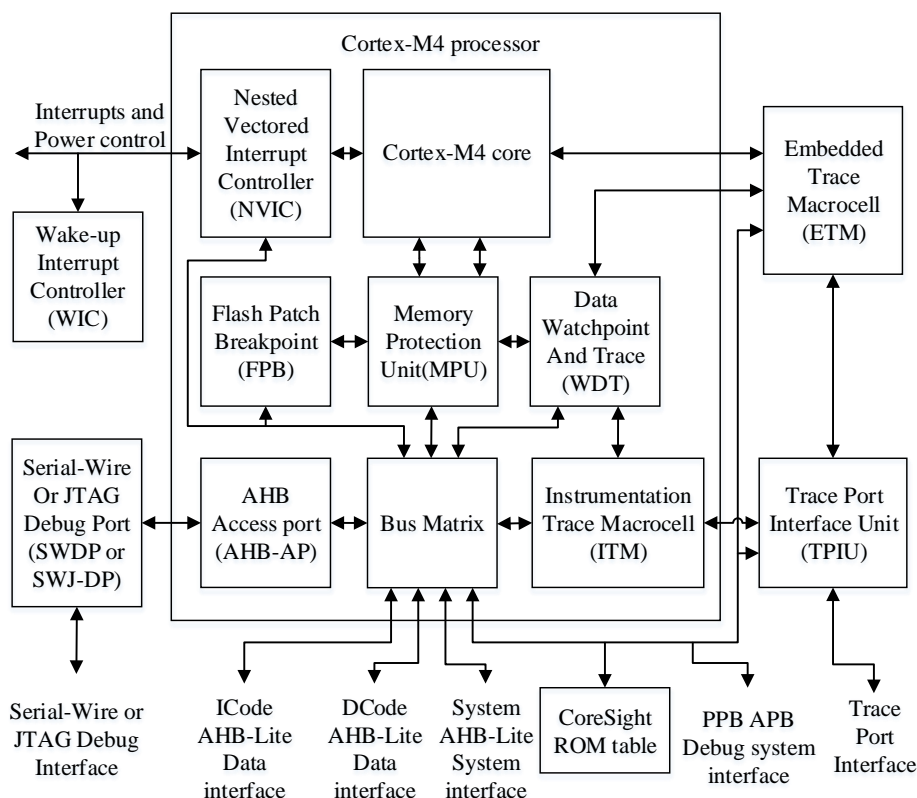 Cortex-M4 processor
Interrupts and
Power control
Nested
Vectored
Interrupt
Controller
(NVIC)
Cortex-M4 core
Embedded
Trace
Macrocell
(ETM)
Wake-up
Interrupt
Controller
(WIC)
Flash Patch
Breakpoint
(FPB)
Memory
Protection
Unit(MPU)
Data
Watchpoint
And Trace
(WDT)
Serial-Wire
Or JTAG
Debug Port
(SWDP or
SWJ-DP)
AHB
Access port
(AHB-AP)
Bus Matrix
Instrumentation
Trace Macrocell
(ITM)
Trace Port
Interface Unit
(TPIU)
Serial-Wire or
JTAG Debug
Interface
ICode
AHB-Lite
Data
interface
DCode
AHB-Lite
Data
interface
System
AHB-Lite
System
interface
CoreSight
ROM table
PPB APB
Debug system
interface
Trace
Port
Interface